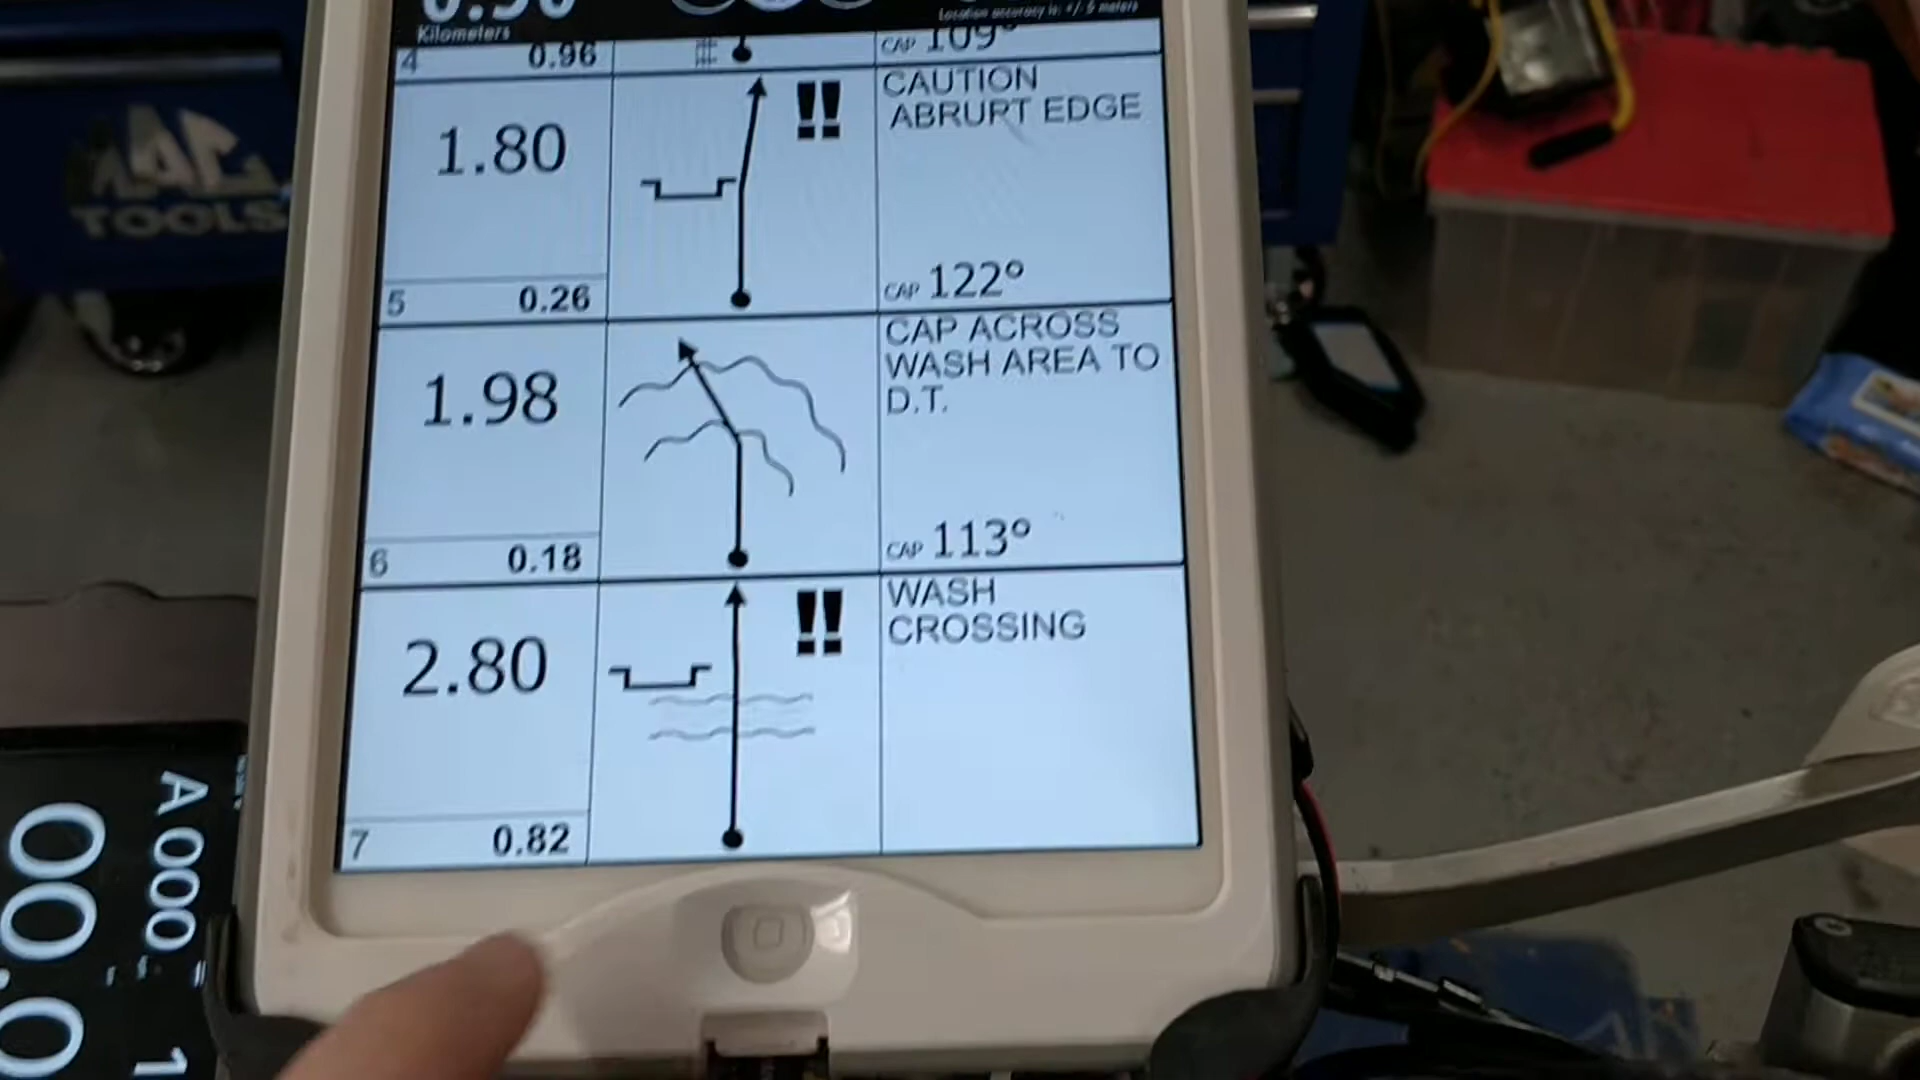 Kilometers
Location accuracy is: +/- 5 meters
4 0.96
CAP 109°
1.80
!!
CAUTION
ABRUPT EDGE
CAP 122°
5 0.26
1.98
CAP ACROSS
WASH AREA TO
D.T.
CAP 113°
6 0.18
2.80
!!
WASH
CROSSING
7 0.82
MAC
TOOLS
A 000
00.0
1